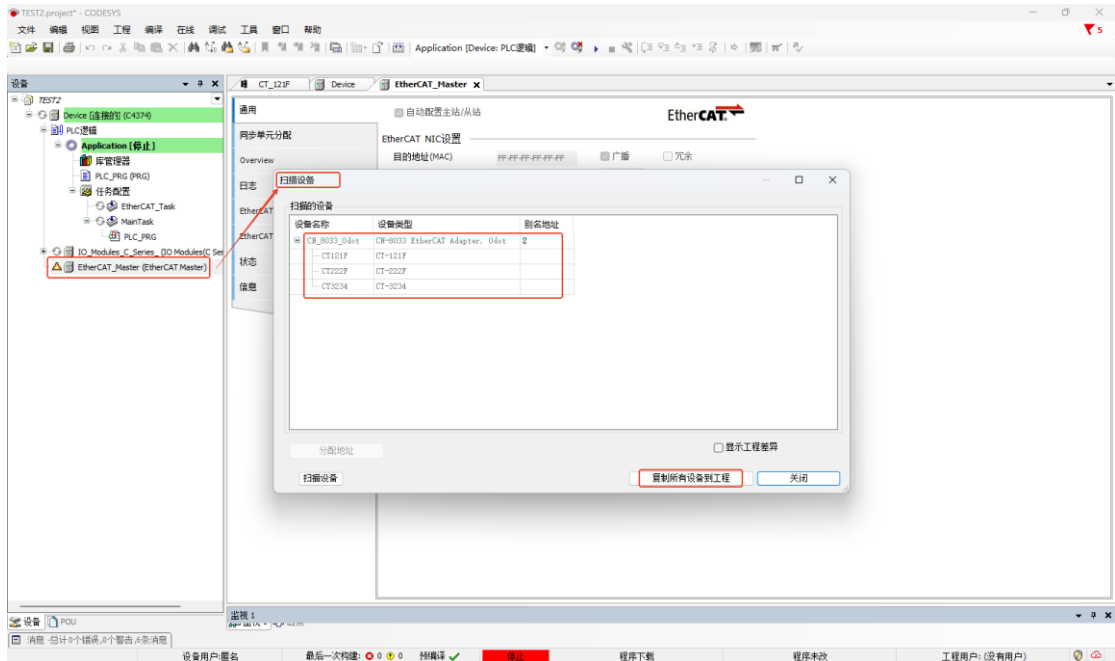 TEST2.project* - CODESYS
文件 编辑 视图 工程 编译 在线 调试 工具 窗口 帮助
5
Application [Device: PLC逻辑]
设备
CT_121F
Device
EtherCAT_Master
TEST2
Device [连接的] (C4374)
PLC逻辑
Application [停止]
库管理器
PLC_PRG (PRG)
任务配置
EtherCAT_Task
MainTask
PLC_PRG
IO_Modules_C_Series_ (IO Modules(C Ser
EtherCAT_Master (EtherCAT Master)
通用
同步单元分配
Overview
日志
EtherCAT
EtherCAT
状态
信息
自动配置主站/从站
EtherCAT
EtherCAT NIC设置
目的地址(MAC) FF-FF-FF-FF-FF-FF 广播 冗余
扫描设备
扫描的设备
设备名称 设备类型 别名地址
CN_8033_Odot CN-8033 EtherCAT Adapter, Odot 2
CT121F CT-121F
CT222F CT-222F
CT3234 CT-3234
分配地址
显示工程差异
扫描设备
复制所有设备到工程
关闭
设备 POU
监视 1
消息 -总计0个错误,0个警告,6条消息
设备用户:匿名 最后一次构建: 0 0 预编译 停止 程序下载 程序未改 工程用户: (没有用户)